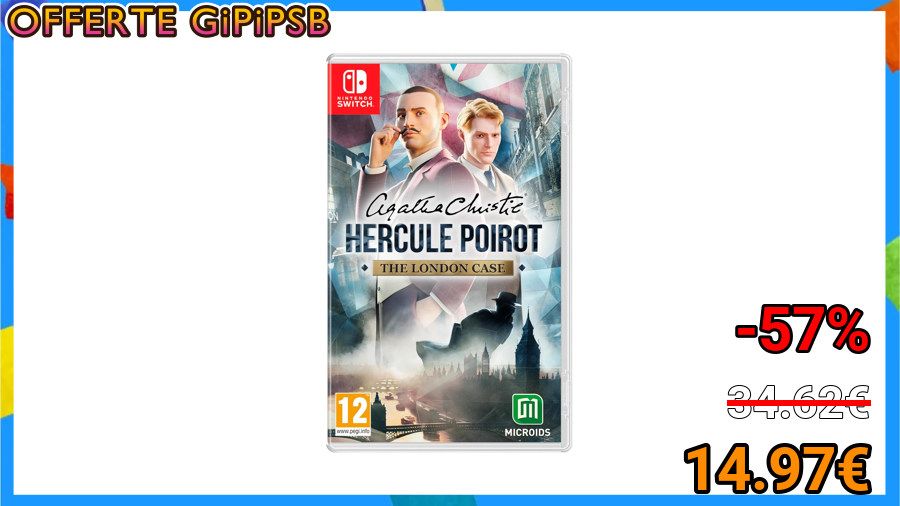 OFFERTE GiPiPSB
NINTENDO
SWITCH
Agatha Christie
HERCULE POIROT
THE LONDON CASE
12
www.pegi.info
MICROIDS
-57%
34.62€
14.97€